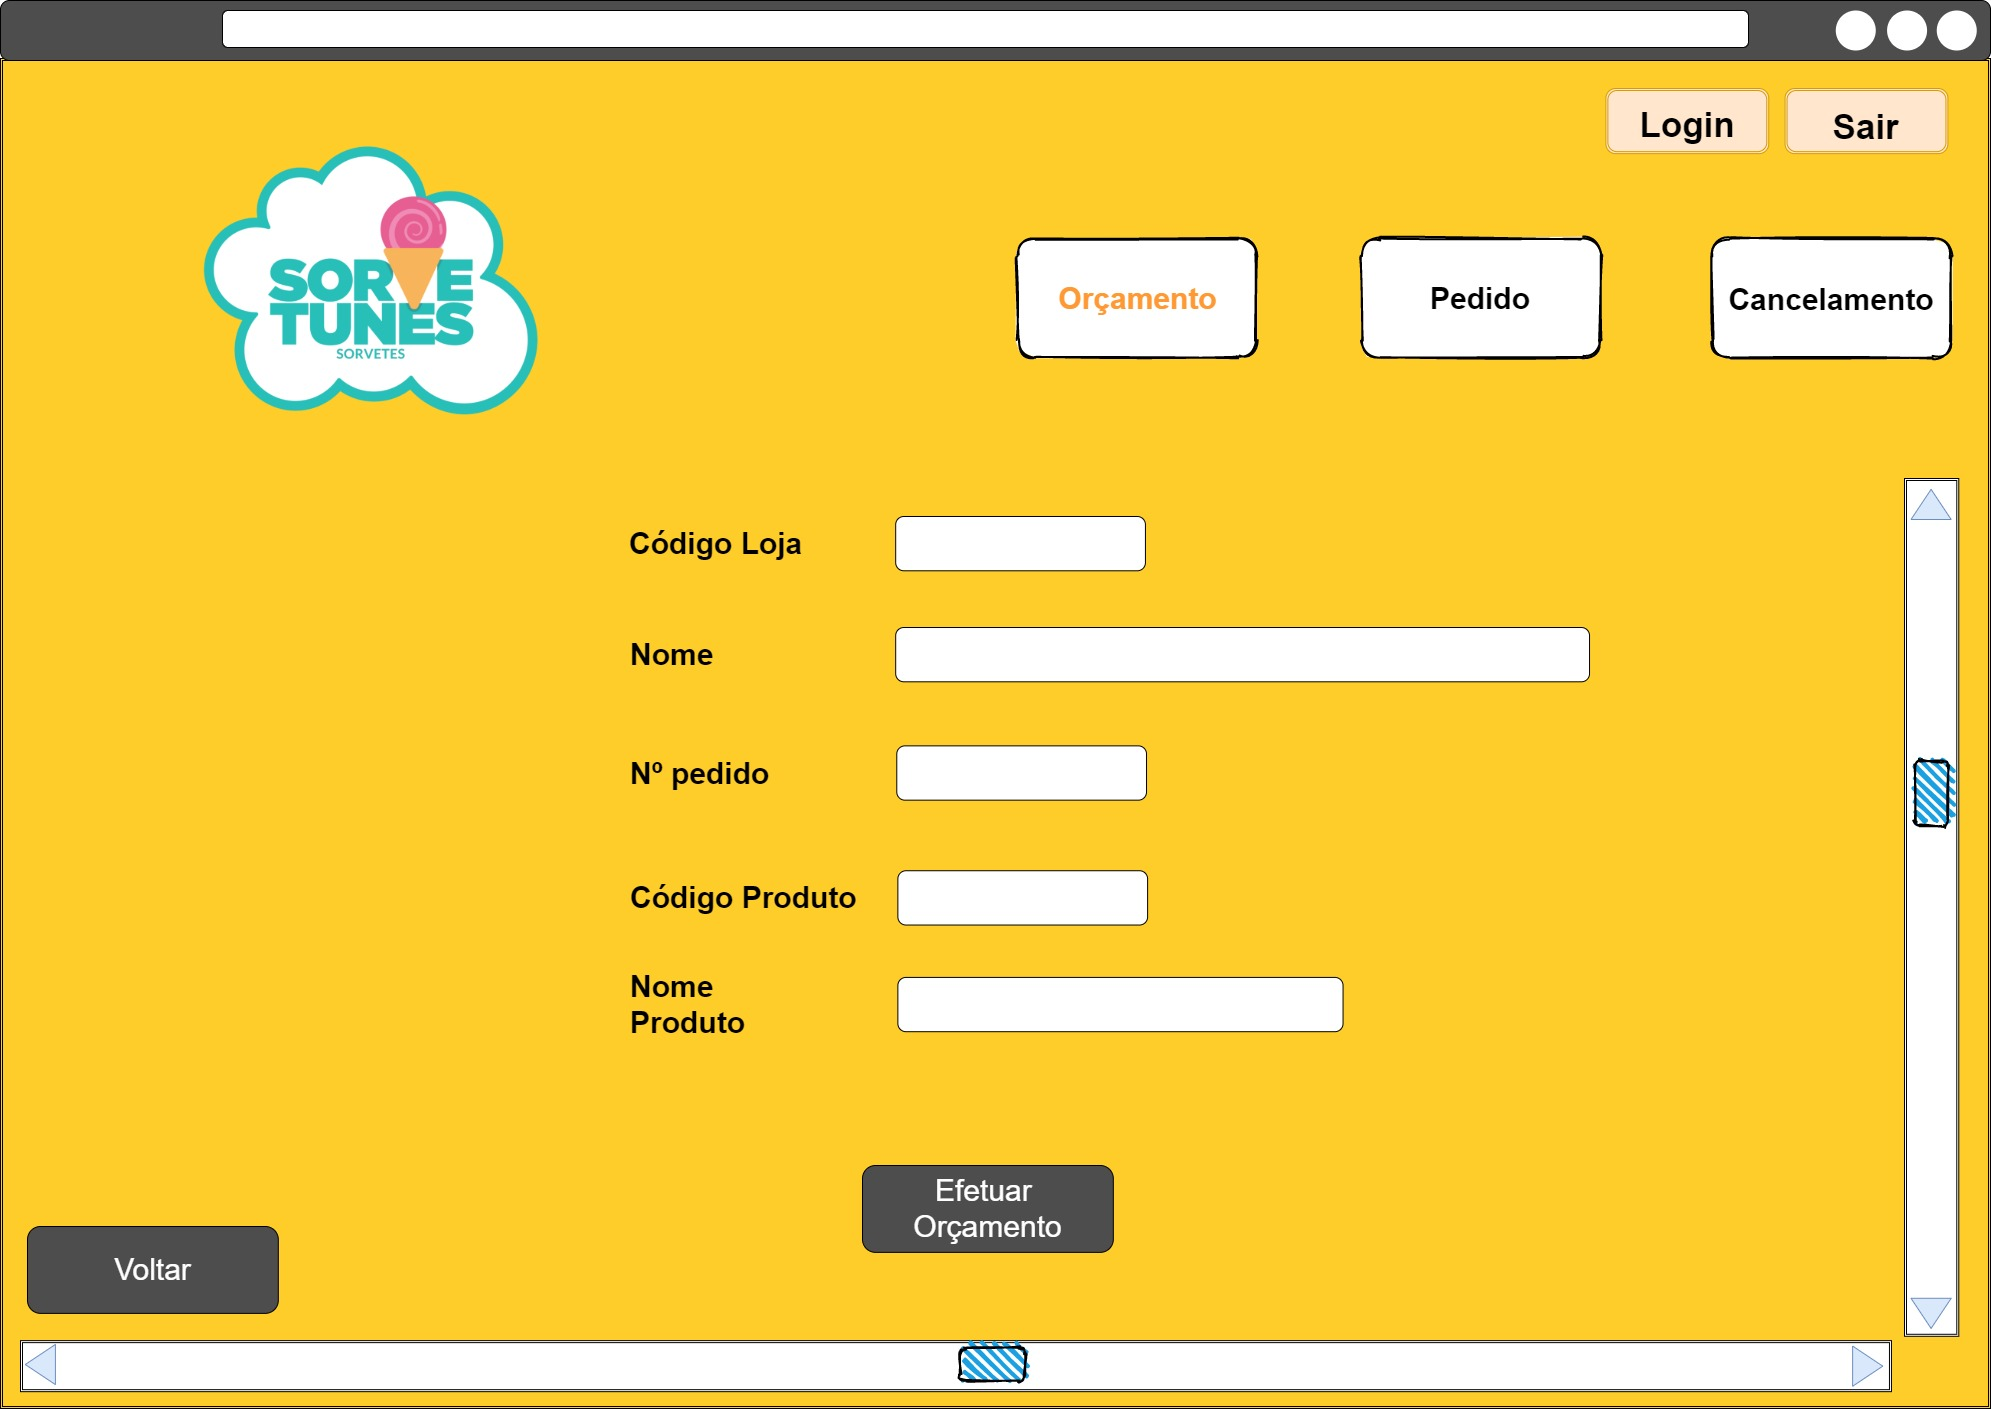 Login
Sair
SORVE
TUNES
SORVETES
Orçamento
Pedido
Cancelamento
Código Loja
Nome
Nº pedido
Código Produto
Nome
Produto
Efetuar
Orçamento
Voltar